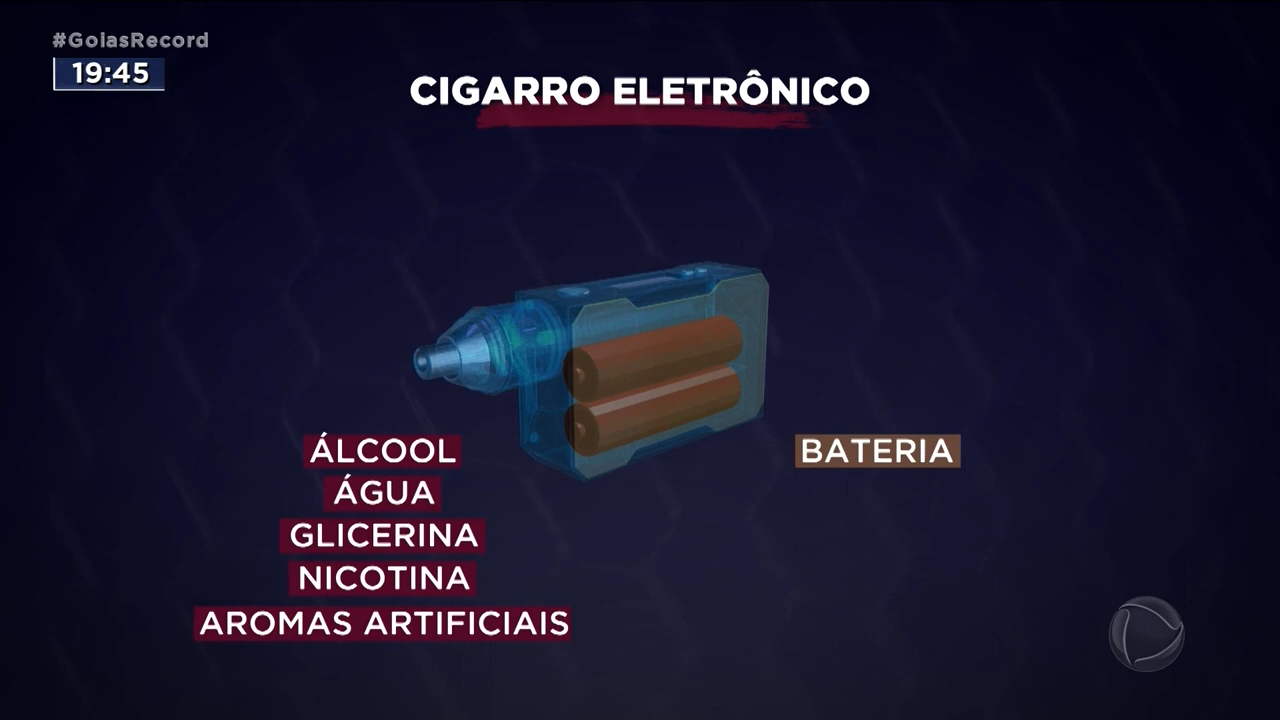 #GoiasRecord
19:45
CIGARRO ELETRÔNICO
ÁLCOOL
ÁGUA
GLICERINA
NICOTINA
AROMAS ARTIFICIAIS
BATERIA